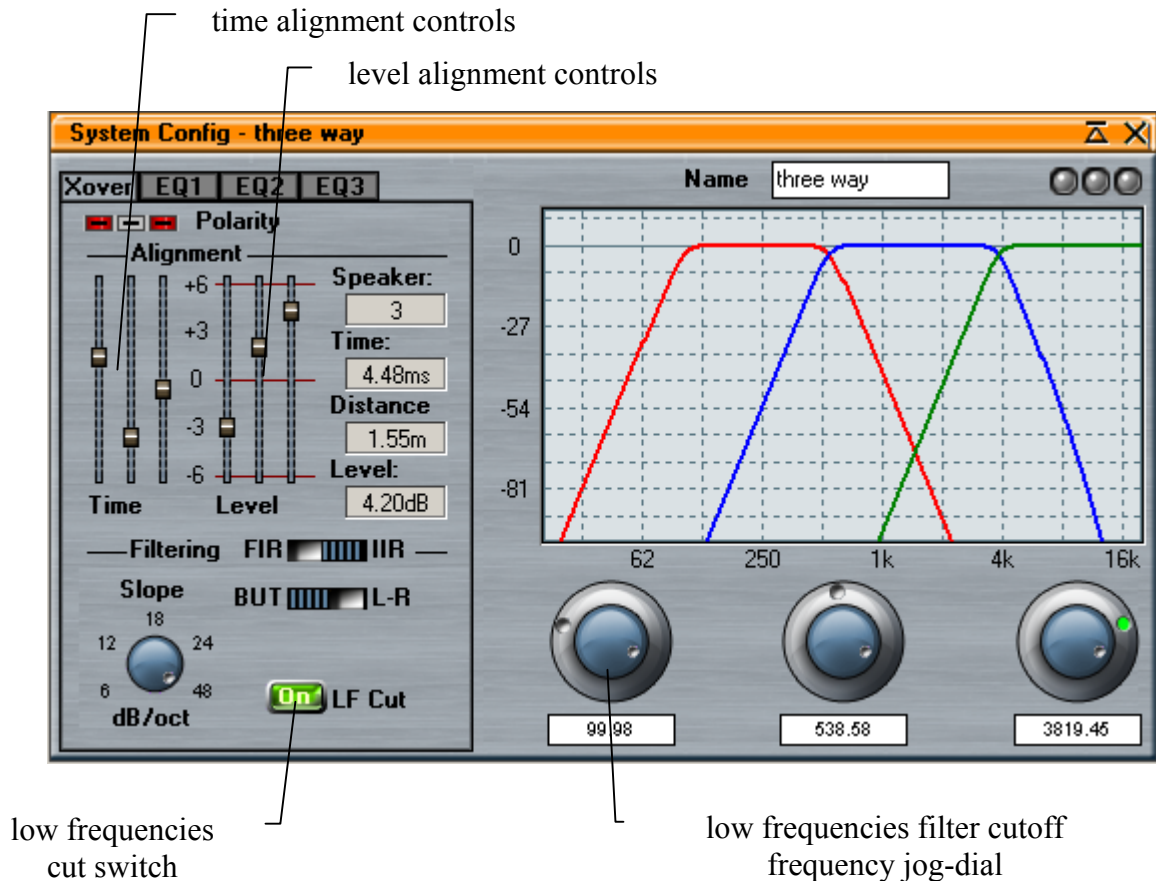 time alignment controls
level alignment controls
System Config - three way
Xover EQ1 EQ2 EQ3
Polarity
Alignment
+6
+3
0
-3
-6
Time Level
Speaker:
3
Time:
4.48ms
Distance
1.55m
Level:
4.20dB
Filtering FIR IIR
BUT L-R
Slope
18
12 24
6 48
dB/oct
On LF Cut
Name three way
0
-27
-54
-81
62 250 1k 4k 16k
99.98 538.58 3819.45
low frequencies
cut switch
low frequencies filter cutoff
frequency jog-dial